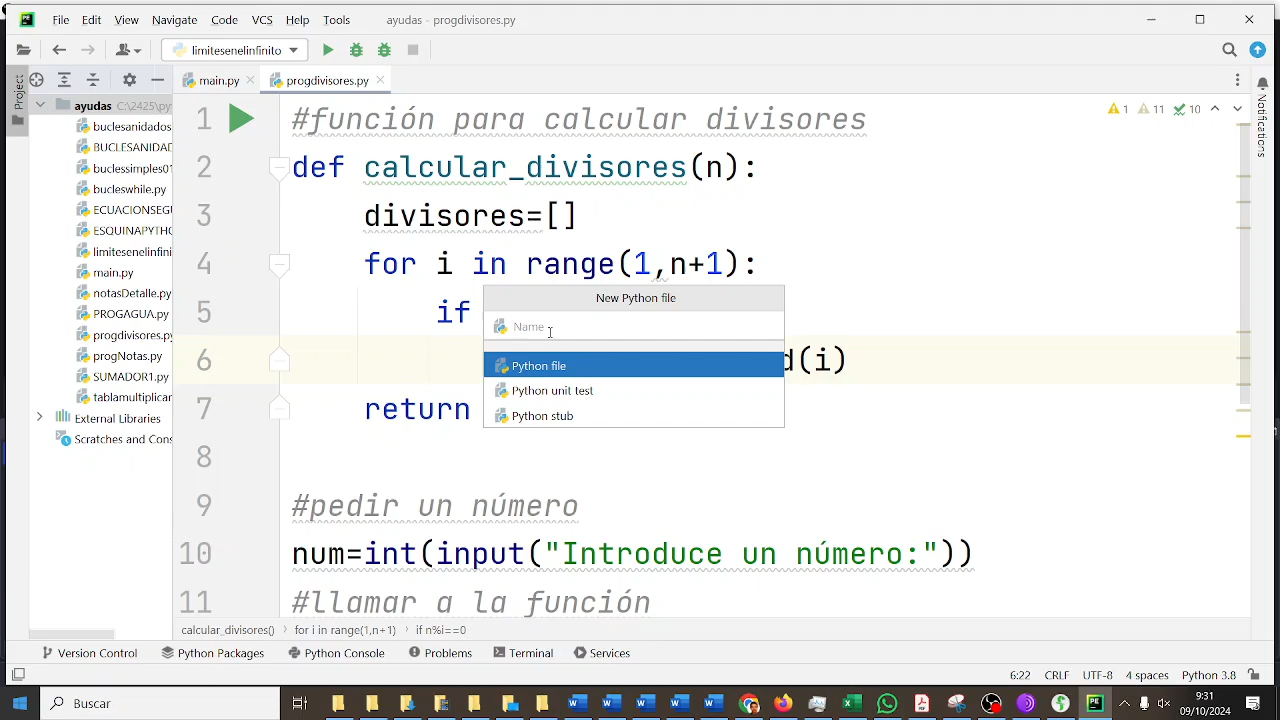 File Edit View Navigate Code VCS Help Tools ayudas - progdivisores.py
limitesenelinfinito
Project
main.py progdivisores.py
ayudas C:\2425\py
buclesanidados
BUCLESANIDAD
buclessimples01
bucleswhile.py
ECUACIONSEGU
ESQUINAPYTHO
limitesenelinfini
main.py
notasDetalle.py
PROGAGUA.py
progdivisores.py
progNotas.py
SUMADOR1.py
tablamultiplicar
External Libraries
Scratches and Cons
1 #función para calcular divisores
2 def calcular_divisores(n):
3 divisores=[]
4 for i in range(1,n+1):
5 if
6 d(i)
7 return
8
9 #pedir un número
10 num=int(input("Introduce un número:"))
11 #llamar a la función
1 11 10
New Python file
Name
Python file
Python unit test
Python stub
Notifications
calcular_divisores() for i in range(1,n+1) if n%i==0
Version Control Python Packages Python Console Problems Terminal Services
6:22 CRLF UTF-8 4 spaces Python 3.8
Buscar
9:31
09/10/2024